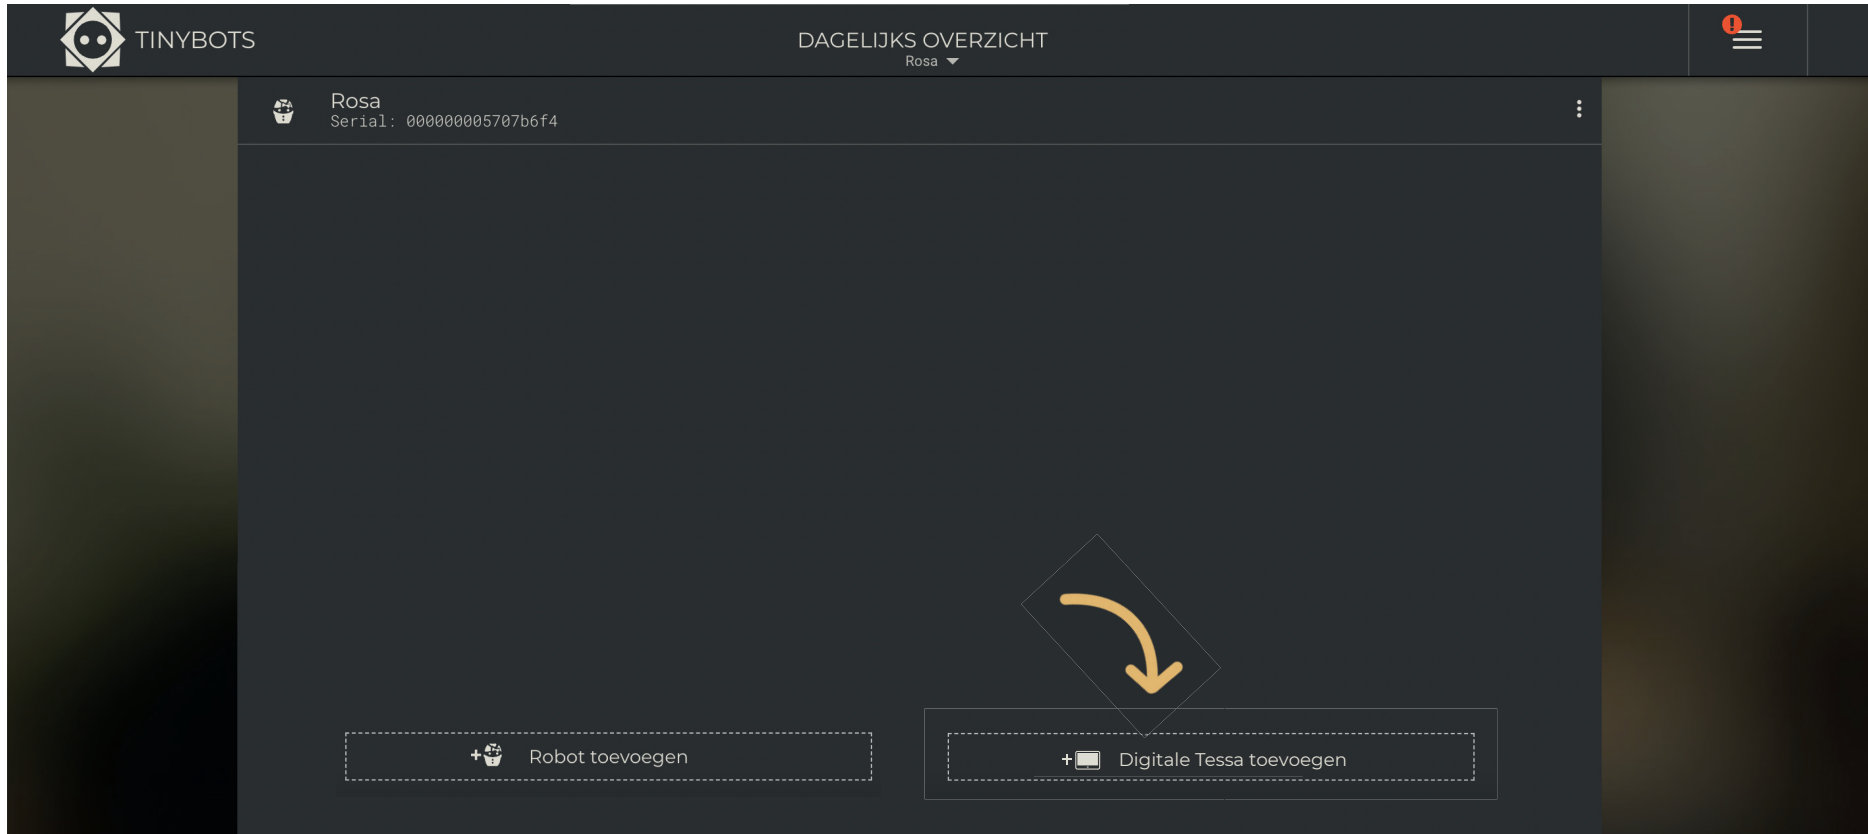 TINYBOTS
DAGELIJKS OVERZICHT
Rosa
Rosa
Serial: 000000005707b6f4
Robot toevoegen
Digitale Tessa toevoegen